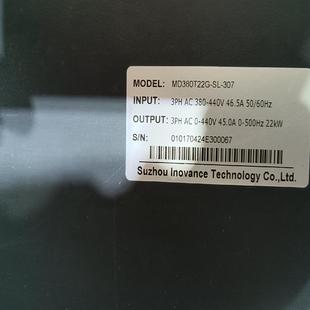 MODEL: MD380T22G-SL-307
INPUT: 3PH AC 380-440V 46.5A 50/60Hz
OUTPUT: 3PH AC 0-440V 45.0A 0-500Hz 22kW
S/N: 010170424E300067
Suzhou Inovance Technology Co.,Ltd.